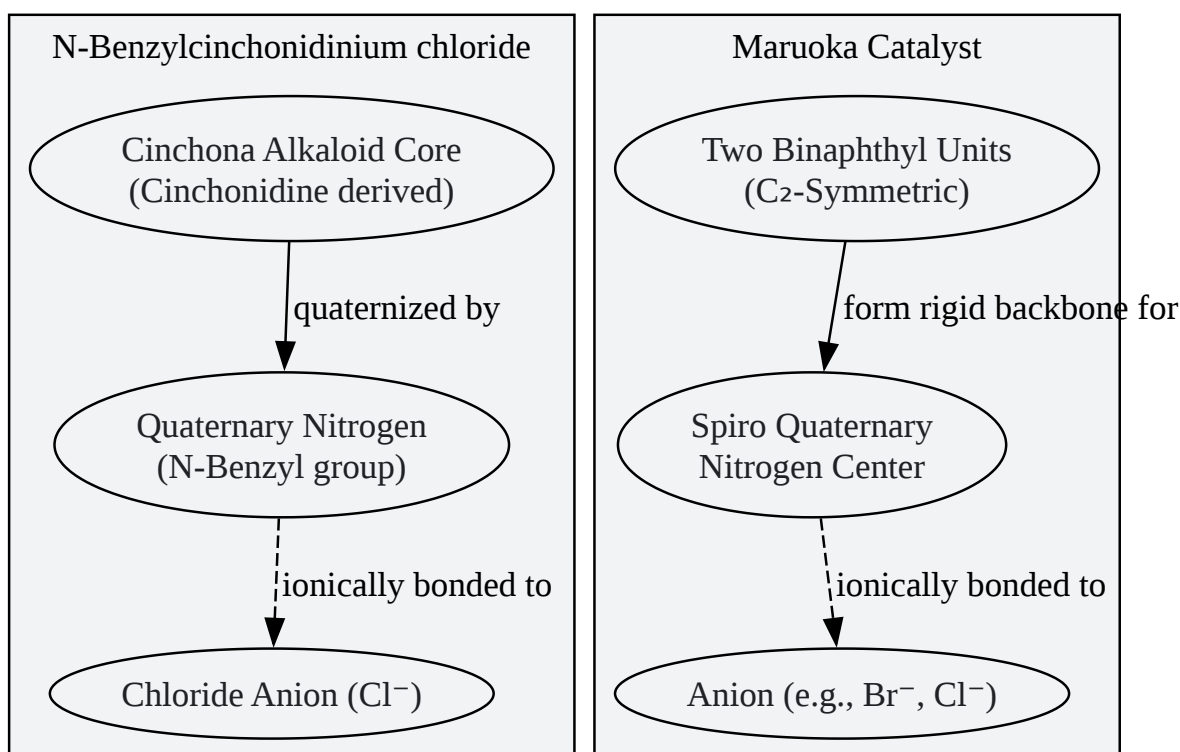 N-Benzylcinchonidinium chloride
Cinchona Alkaloid Core
(Cinchonidine derived)
quaternized by
Quaternary Nitrogen
(N-Benzyl group)
ionically bonded to
Chloride Anion (Cl⁻)
Maruoka Catalyst
Two Binaphthyl Units
(C₂-Symmetric)
form rigid backbone for
Spiro Quaternary
Nitrogen Center
ionically bonded to
Anion (e.g., Br⁻, Cl⁻)